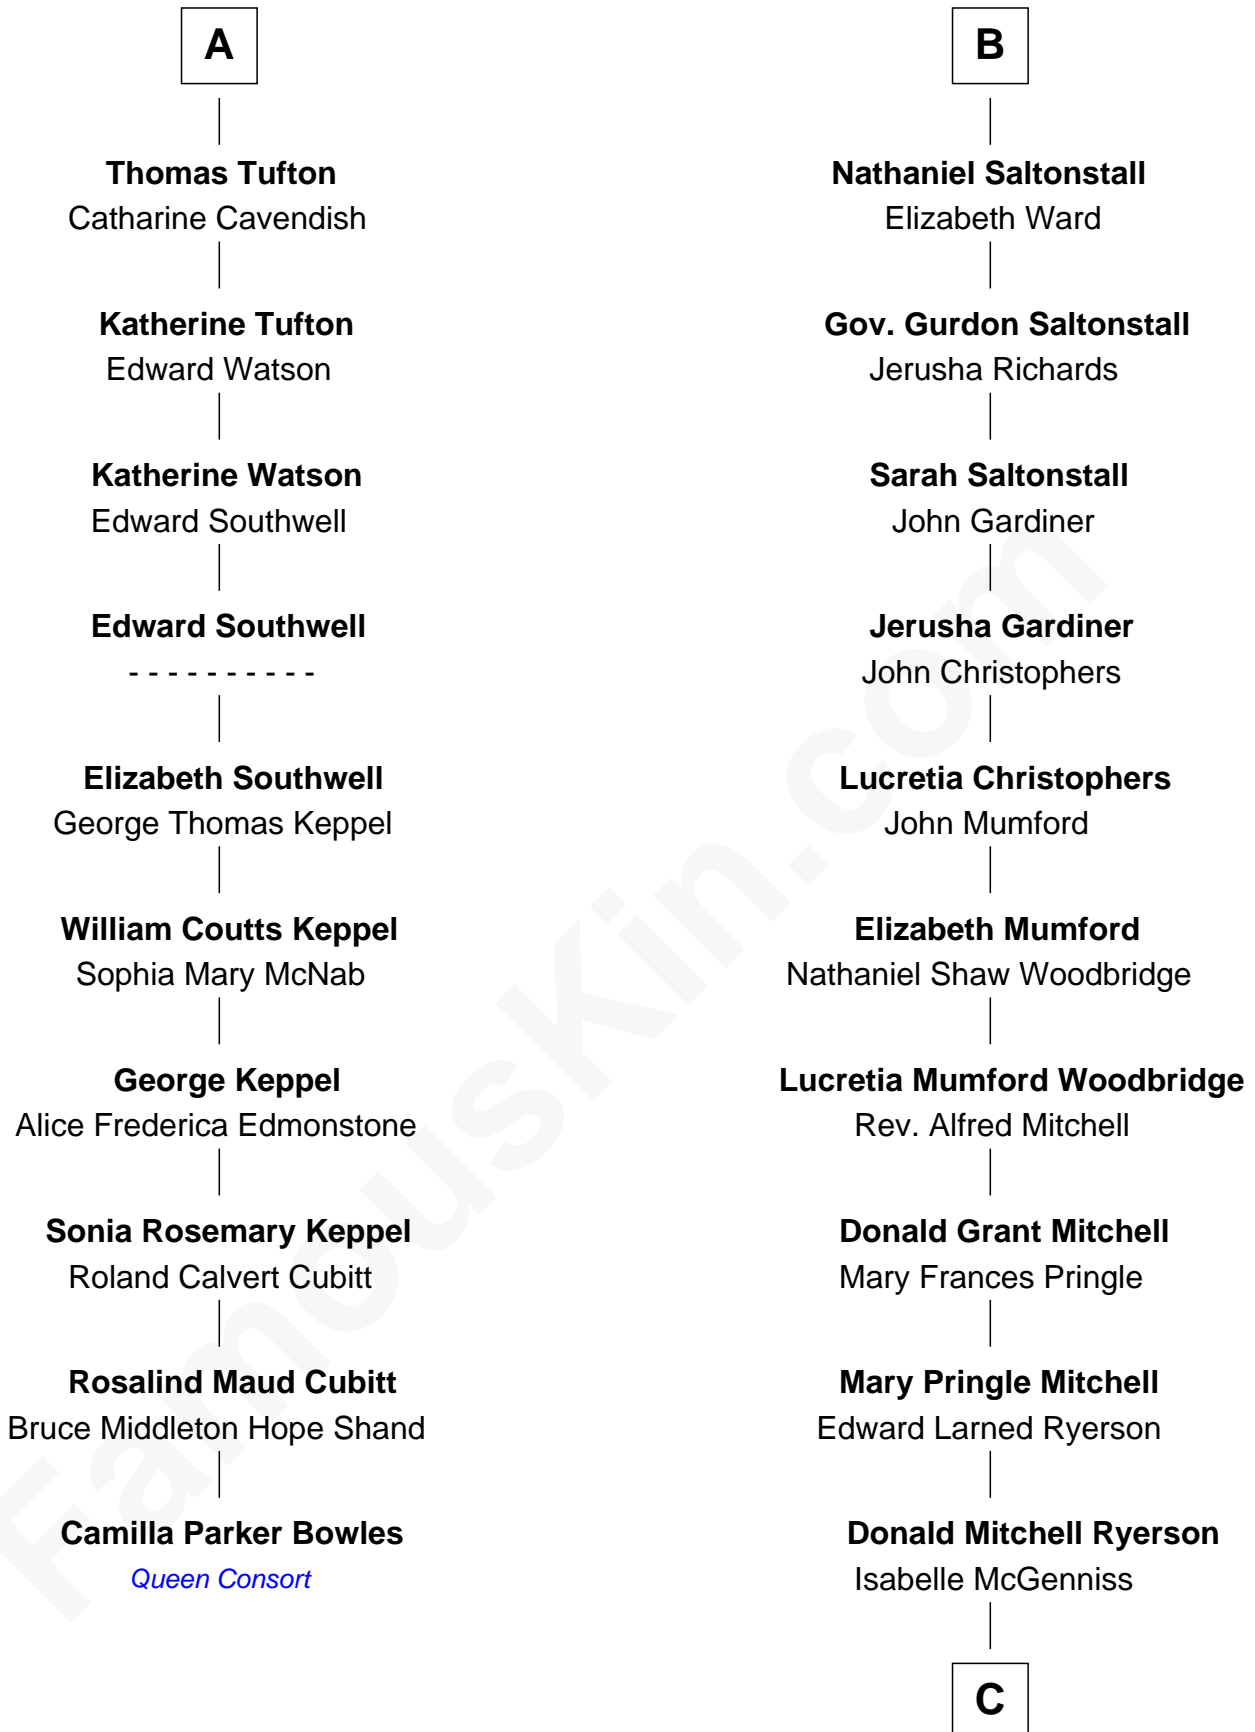 A
Thomas Tufton
Catharine Cavendish
Katherine Tufton
Edward Watson
Katherine Watson
Edward Southwell
Edward Southwell
- - - - - - - - - -
Elizabeth Southwell
George Thomas Keppel
William Coutts Keppel
Sophia Mary McNab
George Keppel
Alice Frederica Edmonstone
Sonia Rosemary Keppel
Roland Calvert Cubitt
Rosalind Maud Cubitt
Bruce Middleton Hope Shand
Camilla Parker Bowles
Queen Consort
B
Nathaniel Saltonstall
Elizabeth Ward
Gov. Gurdon Saltonstall
Jerusha Richards
Sarah Saltonstall
John Gardiner
Jerusha Gardiner
John Christophers
Lucretia Christophers
John Mumford
Elizabeth Mumford
Nathaniel Shaw Woodbridge
Lucretia Mumford Woodbridge
Rev. Alfred Mitchell
Donald Grant Mitchell
Mary Frances Pringle
Mary Pringle Mitchell
Edward Larned Ryerson
Donald Mitchell Ryerson
Isabelle McGenniss
C
FamousKin.com